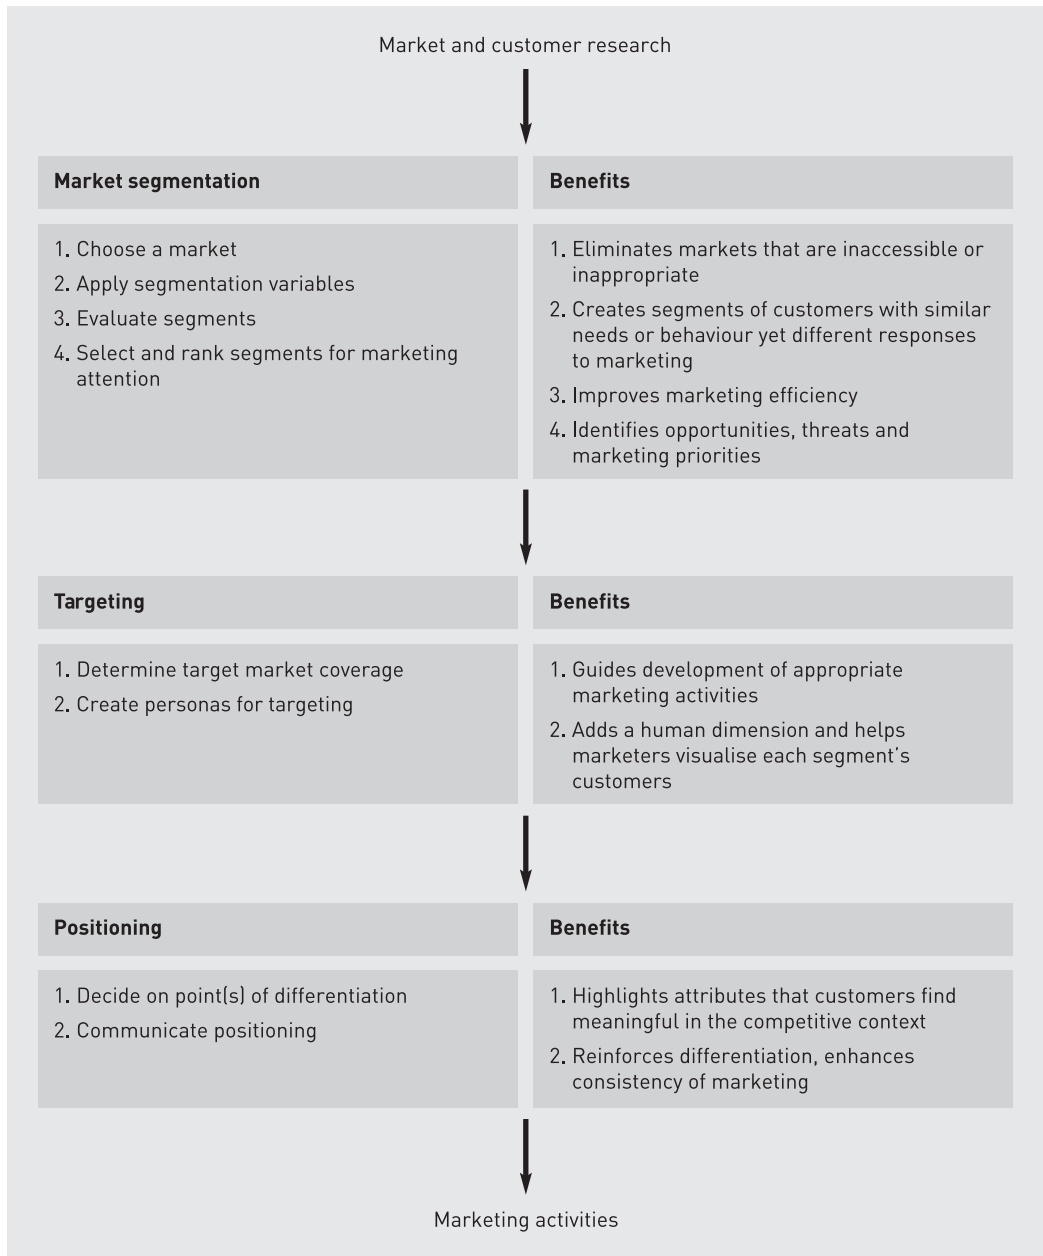 Market and customer research
Market segmentation
Benefits
1. Choose a market
2. Apply segmentation variables
3. Evaluate segments
4. Select and rank segments for marketing
attention
1. Eliminates markets that are inaccessible or
inappropriate
2. Creates segments of customers with similar
needs or behaviour yet different responses
to marketing
3. Improves marketing efficiency
4. Identifies opportunities, threats and
marketing priorities
Targeting
Benefits
1. Determine target market coverage
2. Create personas for targeting
1. Guides development of appropriate
marketing activities
2. Adds a human dimension and helps
marketers visualise each segment's
customers
Positioning
Benefits
1. Decide on point(s) of differentiation
2. Communicate positioning
1. Highlights attributes that customers find
meaningful in the competitive context
2. Reinforces differentiation, enhances
consistency of marketing
Marketing activities